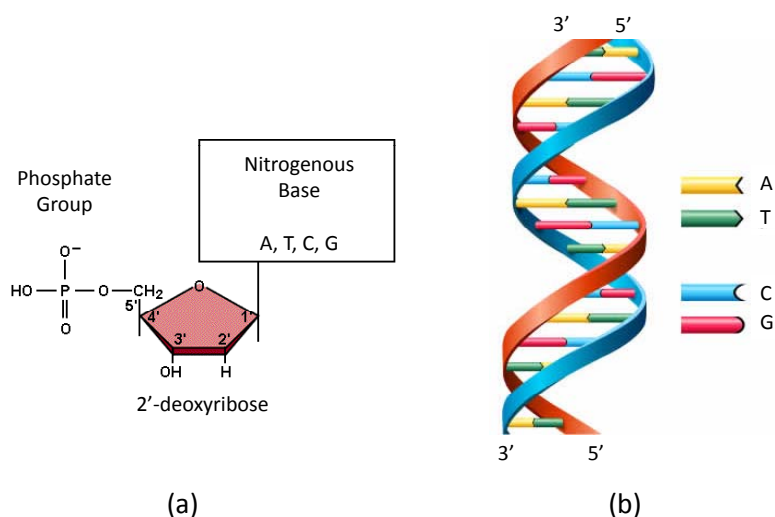 Phosphate
Group
Nitrogenous
Base
A, T, C, G
O⁻
HO P O CH₂
O
5'
O
4'
1'
3'
2'
OH
H
2'-deoxyribose
(a)
3’ 5’
A
T
C
G
3’ 5’
(b)